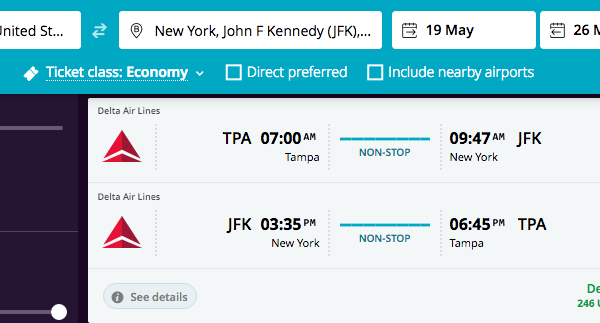 nited St...
New York, John F Kennedy (JFK),...
19 May
26 M
Ticket class: Economy
Direct preferred
Include nearby airports
Delta Air Lines
TPA 07:00 AM
Tampa
NON-STOP
09:47 AM JFK
New York
Delta Air Lines
JFK 03:35 PM
New York
NON-STOP
06:45 PM TPA
Tampa
See details
De
246 U